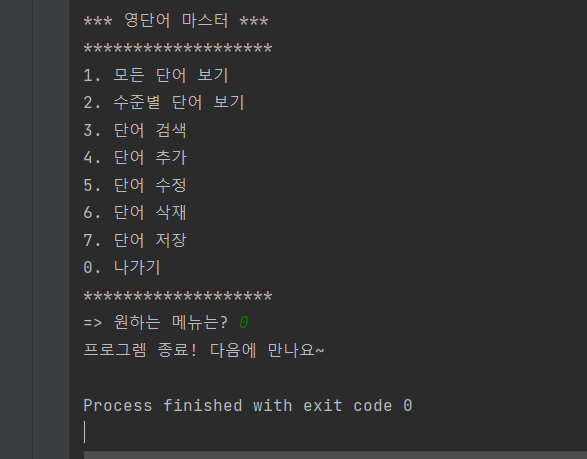 *** 영단어 마스터 ***
*******************
1. 모든 단어 보기
2. 수준별 단어 보기
3. 단어 검색
4. 단어 추가
5. 단어 수정
6. 단어 삭재
7. 단어 저장
0. 나가기
*******************
=> 원하는 메뉴는? 0
프로그렘 종료! 다음에 만나요~
Process finished with exit code 0